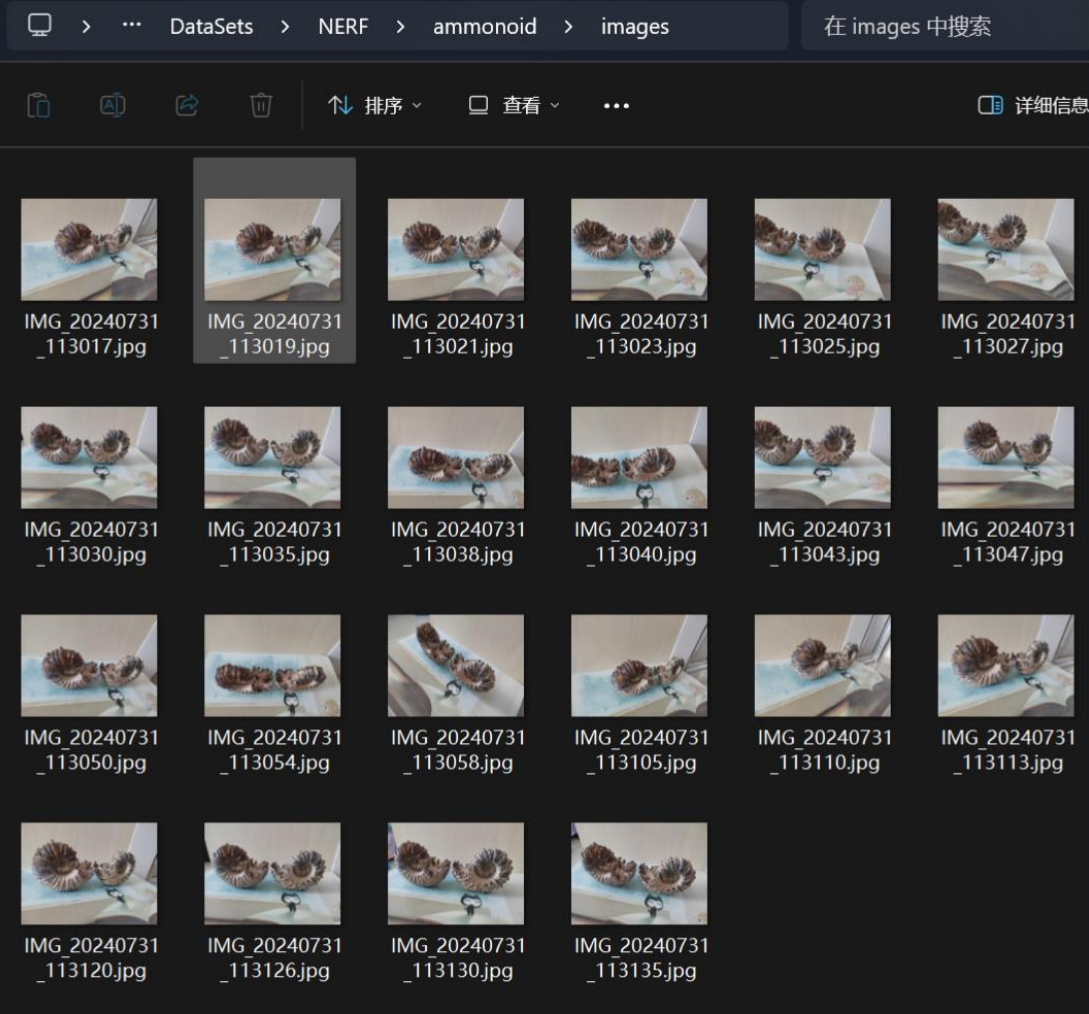 DataSets > NERF > ammonoid > images
在 images 中搜索
排序
查看
详细信息
IMG_20240731
_113017.jpg
IMG_20240731
_113019.jpg
IMG_20240731
_113021.jpg
IMG_20240731
_113023.jpg
IMG_20240731
_113025.jpg
IMG_20240731
_113027.jpg
IMG_20240731
_113030.jpg
IMG_20240731
_113035.jpg
IMG_20240731
_113038.jpg
IMG_20240731
_113040.jpg
IMG_20240731
_113043.jpg
IMG_20240731
_113047.jpg
IMG_20240731
_113050.jpg
IMG_20240731
_113054.jpg
IMG_20240731
_113058.jpg
IMG_20240731
_113105.jpg
IMG_20240731
_113110.jpg
IMG_20240731
_113113.jpg
IMG_20240731
_113120.jpg
IMG_20240731
_113126.jpg
IMG_20240731
_113130.jpg
IMG_20240731
_113135.jpg